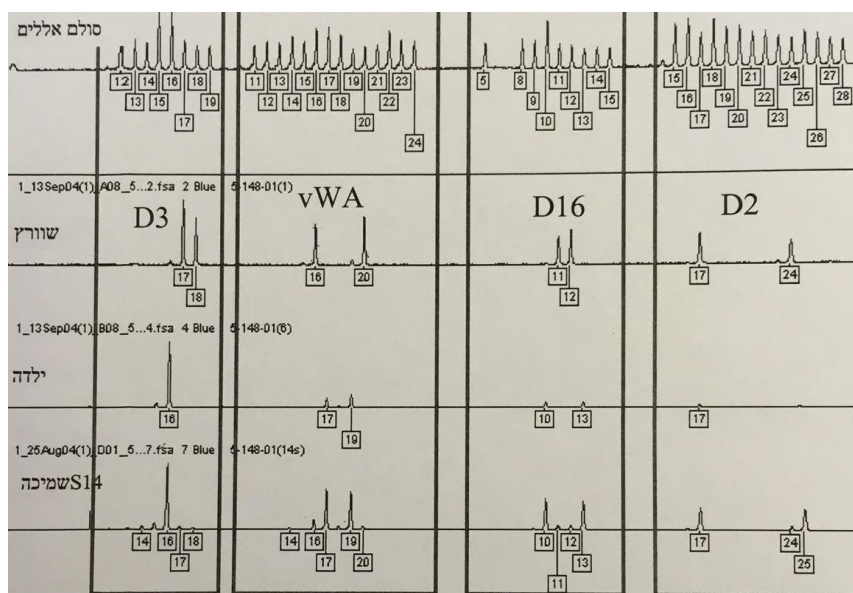 סולם אללים
12 13 14 15 16 17 18 19
11 12 13 14 15 16 17 18 19 20 21 22 23 24
5 8 9 10 11 12 13 14 15
15 16 17 18 19 20 21 22 23 24 25 26 27 28
1_13Sep04(1)_A08_5...2.fsa 2 Blue 5-148-01(1)
שוורץ
D3 vWA D16 D2
17 18
16 20
11 12
17 24
1_13Sep04(1)_B08_5...4.fsa 4 Blue 5-148-01(6)
ילדה
16
17 19
10 13
17
1_25Aug04(1)_D01_5...7.fsa 7 Blue 5-148-01(14s)
שמיכהS14
14 16 17 18
14 16 17 19 20
10 11 12 13
17 24 25